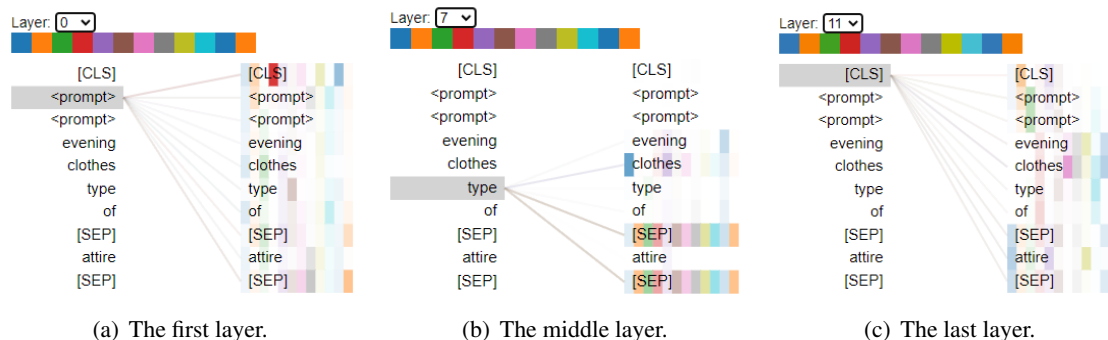 Layer: 0
[CLS] [CLS]
<prompt> <prompt>
<prompt> <prompt>
evening evening
clothes clothes
type type
of of
[SEP] [SEP]
attire attire
[SEP] [SEP]
(a) The first layer.
Layer: 7
[CLS] [CLS]
<prompt> <prompt>
<prompt> <prompt>
evening evening
clothes clothes
type type
of of
[SEP] [SEP]
attire attire
[SEP] [SEP]
(b) The middle layer.
Layer: 11
[CLS] [CLS]
<prompt> <prompt>
<prompt> <prompt>
evening evening
clothes clothes
type type
of of
[SEP] [SEP]
attire attire
[SEP] [SEP]
(c) The last layer.